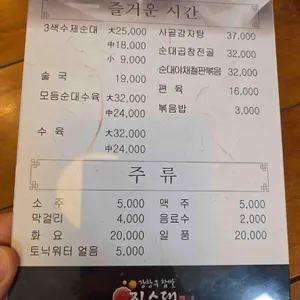 즐거운 시간
3색수제순대 大25,000
中18,000
小 9,000
술 국 19,000
모듬순대수육 大32,000
中24,000
수 육 大32,000
中24,000
사골감자탕 37,000
순대곱창전골 32,000
순대야채철판볶음 32,000
편 육 16,000
볶음밥 3,000
주 류
소 주 5,000
막걸리 4,000
화 요 20,000
토닉워터 얼음 5,000
맥 주 5,000
음료수 2,000
일 품 20,000